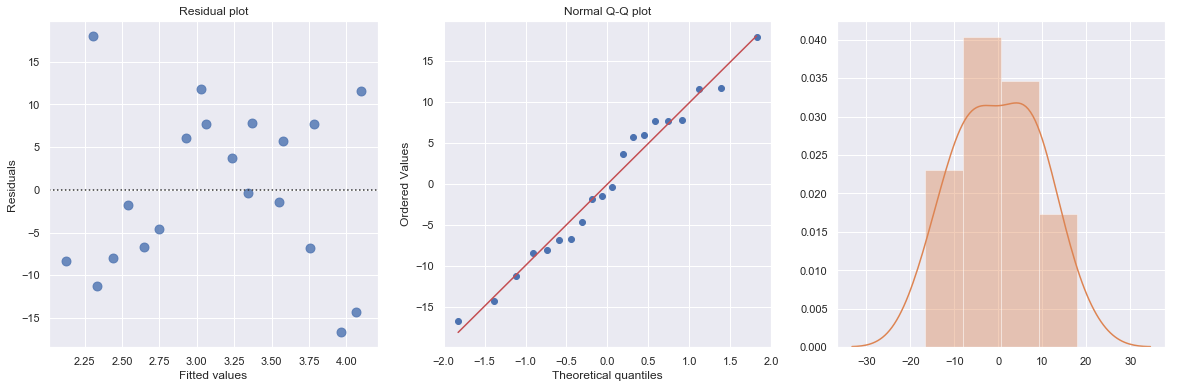 Residual plot
Residuals
15
10
5
0
−5
−10
−15
2.25 2.50 2.75 3.00 3.25 3.50 3.75 4.00
Fitted values
Normal Q-Q plot
Ordered Values
15
10
5
0
−5
−10
−15
−2.0 −1.5 −1.0 −0.5 0.0 0.5 1.0 1.5 2.0
Theoretical quantiles
0.040
0.035
0.030
0.025
0.020
0.015
0.010
0.005
0.000
−30 −20 −10 0 10 20 30